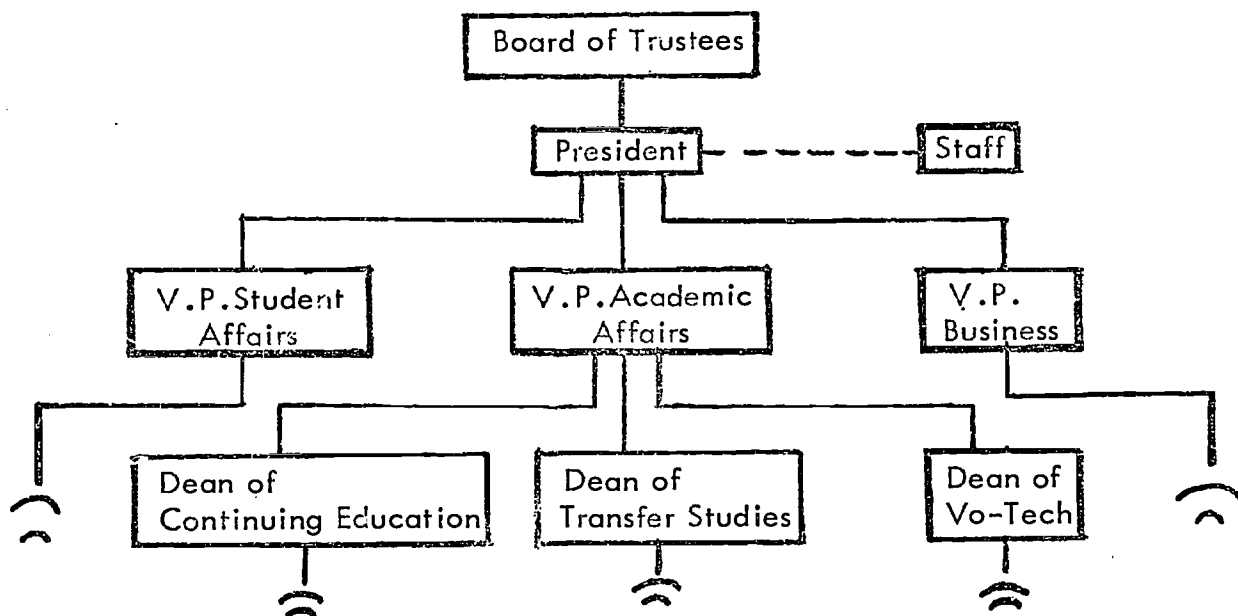 Board of Trustees
President
Staff
V.P. Student
Affairs
V.P. Academic
Affairs
V.P.
Business
Dean of
Continuing Education
Dean of
Transfer Studies
Dean of
Vo-Tech